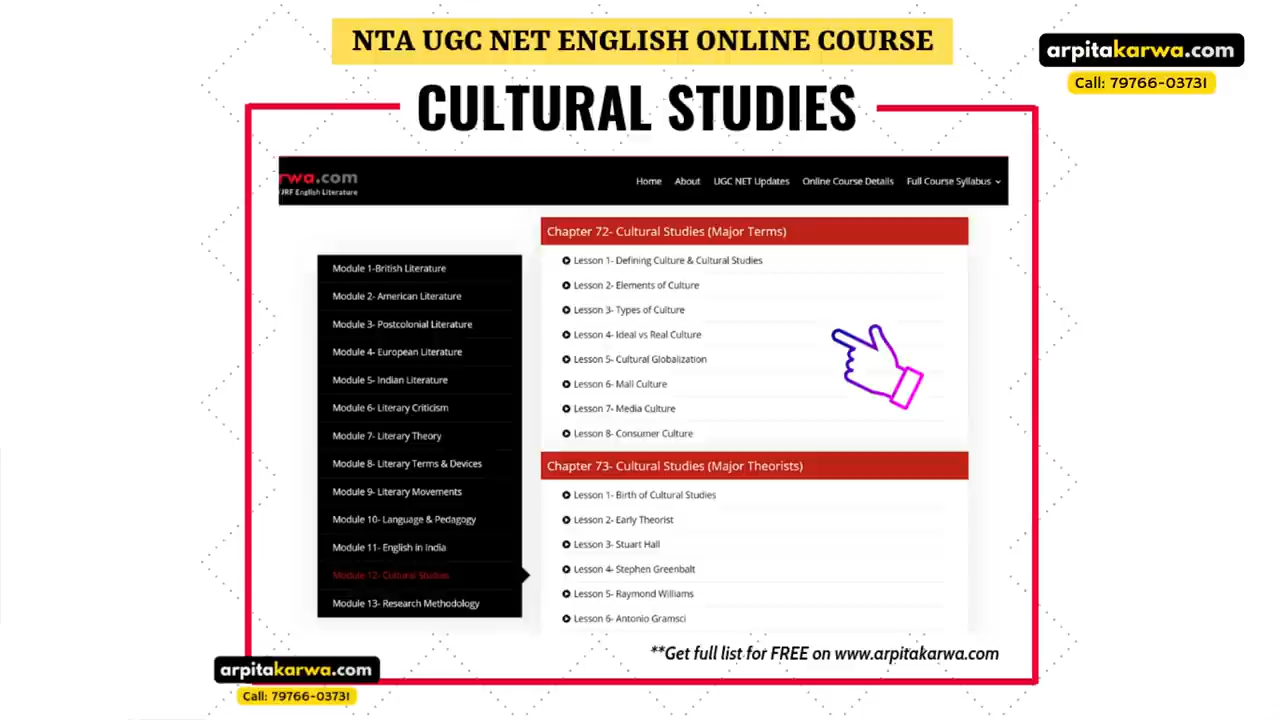 NTA UGC NET ENGLISH ONLINE COURSE
arpitakarwa.com
Call: 79766-03731
CULTURAL STUDIES
rwa.com
/JRF English Literature
Home About UGC NET Updates Online Course Details Full Course Syllabus
Module 1-British Literature
Module 2- American Literature
Module 3- Postcolonial Literature
Module 4- European Literature
Module 5- Indian Literature
Module 6- Literary Criticism
Module 7- Literary Theory
Module 8- Literary Terms & Devices
Module 9- Literary Movements
Module 10- Language & Pedagogy
Module 11- English in India
Module 12- Cultural Studies
Module 13- Research Methodology
Chapter 72- Cultural Studies (Major Terms)
Lesson 1- Defining Culture & Cultural Studies
Lesson 2- Elements of Culture
Lesson 3- Types of Culture
Lesson 4- Ideal vs Real Culture
Lesson 5- Cultural Globalization
Lesson 6- Mall Culture
Lesson 7- Media Culture
Lesson 8- Consumer Culture
Chapter 73- Cultural Studies (Major Theorists)
Lesson 1- Birth of Cultural Studies
Lesson 2- Early Theorist
Lesson 3- Stuart Hall
Lesson 4- Stephen Greenbalt
Lesson 5- Raymond Williams
Lesson 6- Antonio Gramsci
**Get full list for FREE on www.arpitakarwa.com
arpitakarwa.com
Call: 79766-03731